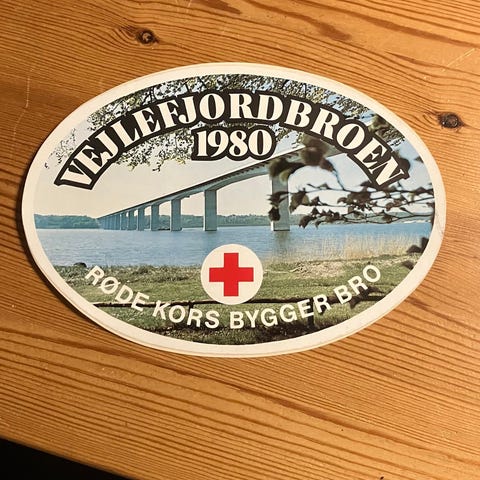 VEJLEFJORDBROEN
1980
RØDE KORS BYGGER BRO